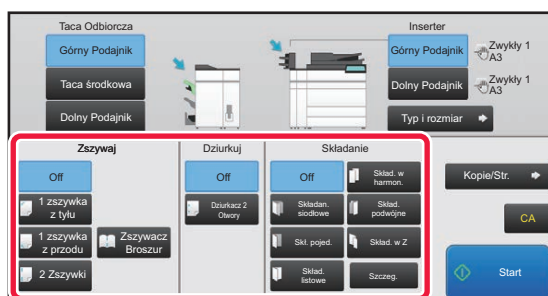 Taca Odbiorcza
Inserter
Górny Podajnik
Taca środkowa
Dolny Podajnik
Górny Podajnik
Zwykły 1
A3
Dolny Podajnik
Zwykły 1
A3
Typ i rozmiar
Zszywaj
Off
1 zszywka
z tyłu
1 zszywka
z przodu
2 Zszywki
Zszywacz
Broszur
Dziurkuj
Off
Dziurkacz 2
Otwory
Składanie
Off
Sklad. w
harmon.
Składan.
siodłowe
Skład.
podwójne
Skł. pojed.
Skład. w Z
Skład.
listowe
Szczeg.
Kopie/Str.
CA
Start